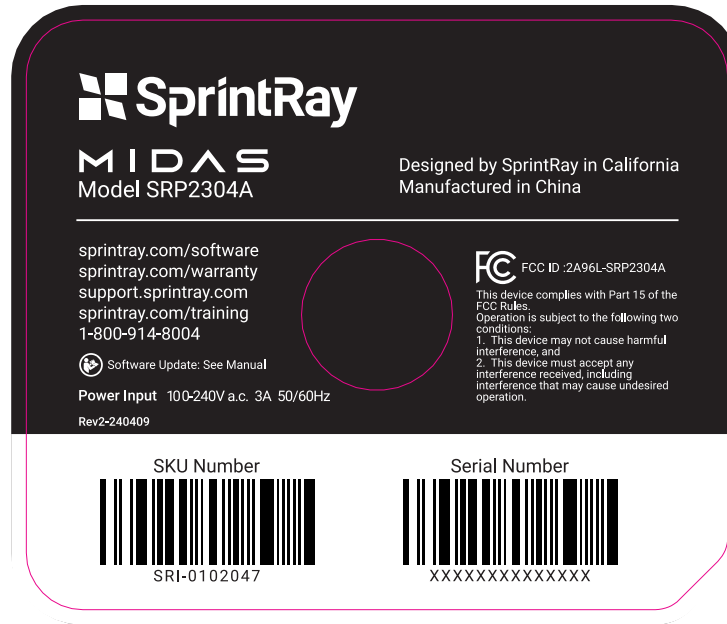 SprintRay
MIDAS
Model SRP2304A
Designed by SprintRay in California
Manufactured in China
sprintray.com/software
sprintray.com/warranty
support.sprintray.com
sprintray.com/training
1-800-914-8004
Software Update: See Manual
Power Input 100-240V a.c. 3A 50/60Hz
Rev2-240409
FC FCC ID :2A96L-SRP2304A
This device complies with Part 15 of the
FCC Rules.
Operation is subject to the following two
conditions:
1. This device may not cause harmful
interference, and
2. This device must accept any
interference received, including
interference that may cause undesired
operation.
SKU Number
SRI-0102047
Serial Number
XXXXXXXXXXXXXX